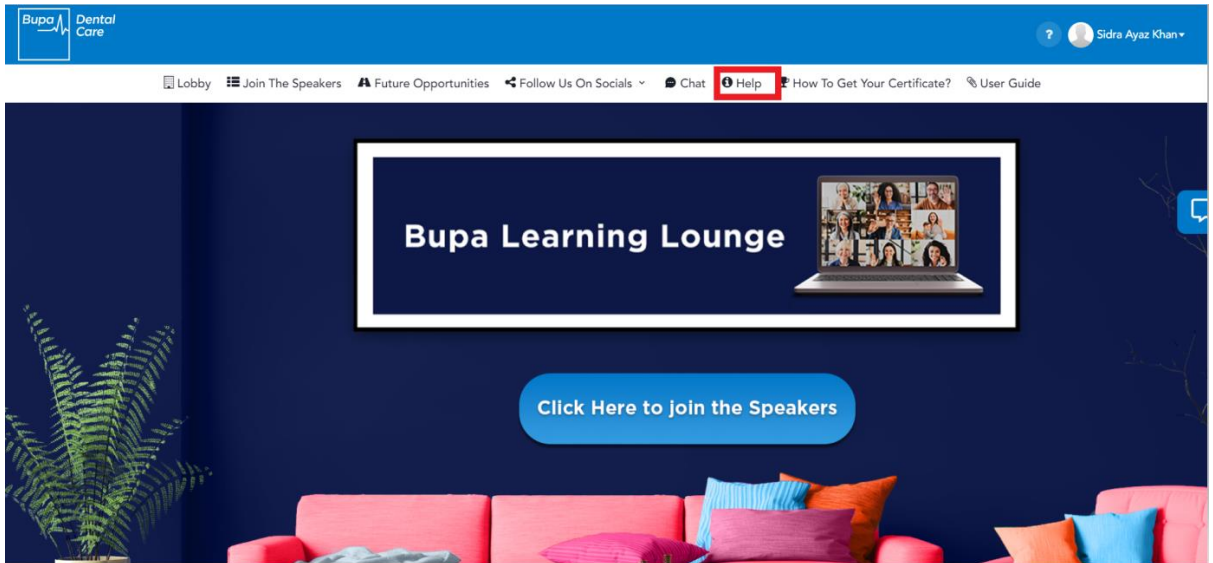 Bupa Dental
Care
? Sidra Ayaz Khan
Lobby Join The Speakers Future Opportunities Follow Us On Socials Chat Help How To Get Your Certificate? User Guide
Bupa Learning Lounge
Click Here to join the Speakers